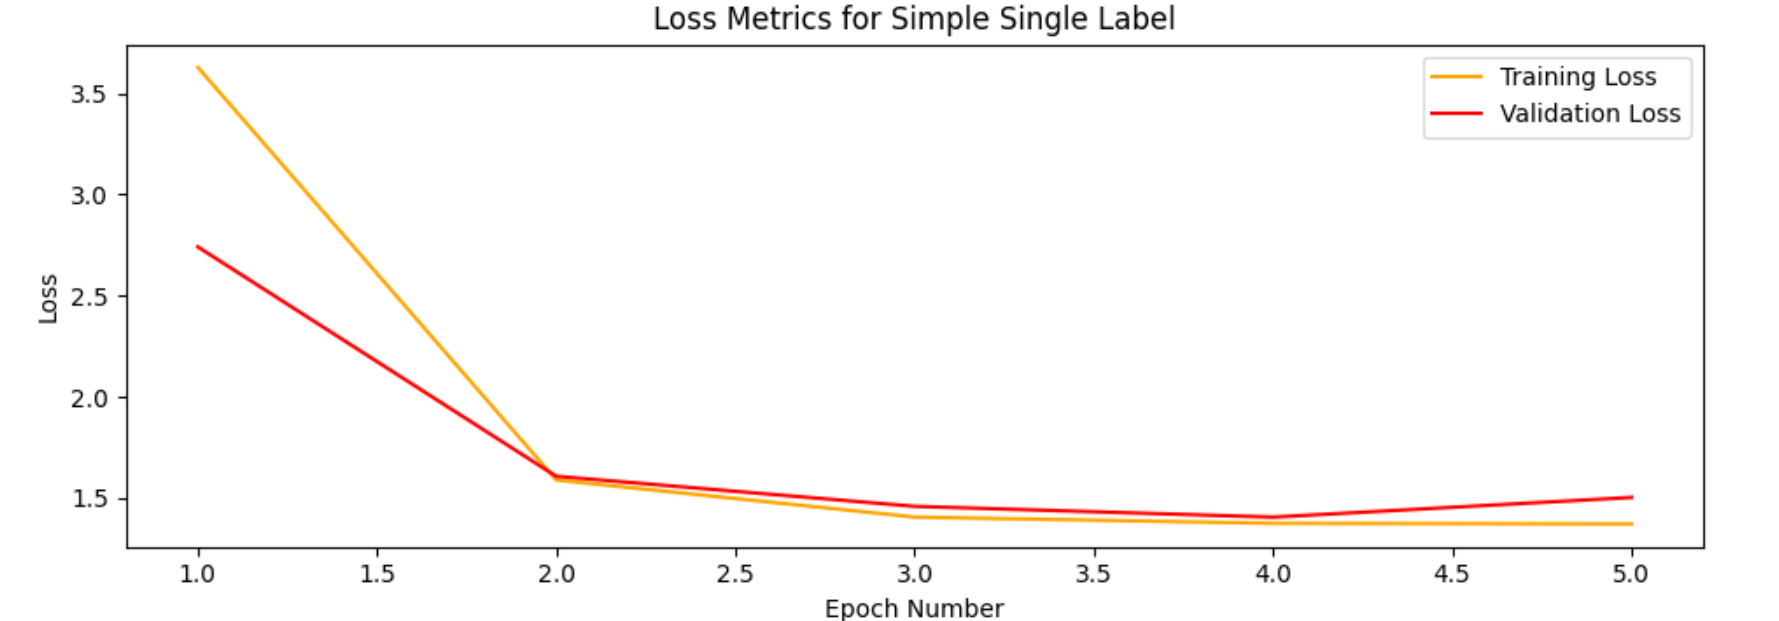 Loss Metrics for Simple Single Label
Training Loss
Validation Loss
3.5
3.0
2.5
2.0
1.5
Loss
1.0 1.5 2.0 2.5 3.0 3.5 4.0 4.5 5.0
Epoch Number